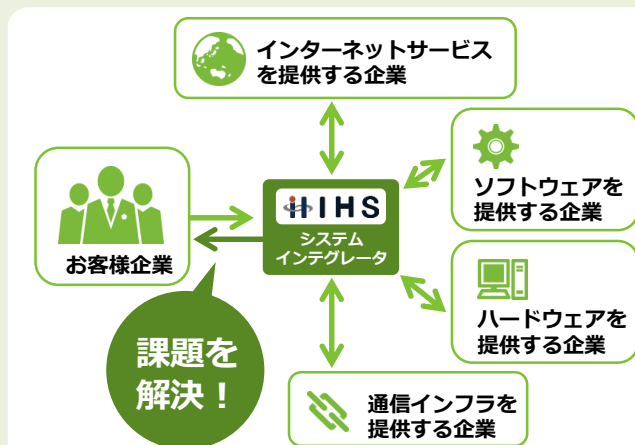 インターネットサービス
を提供する企業
ソフトウェアを
提供する企業
IHS
システム
インテグレータ
お客様企業
ハードウェアを
提供する企業
課題を
解決！
通信インフラを
提供する企業